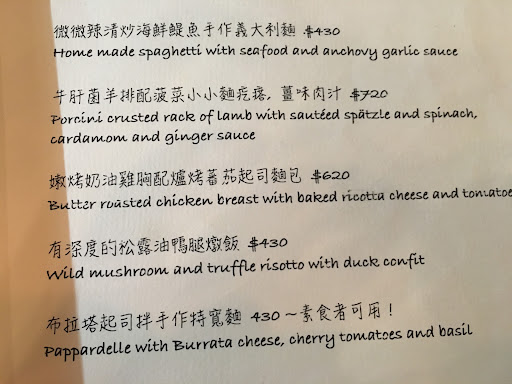 微微辣清炒海鮮鯷魚手作義大利麵 $430
Home made spaghetti with seafood and anchovy garlic sauce
牛肝菌羊排配菠菜小小麵疙瘩, 薑味肉汁 $720
Porcini crusted rack of lamb with sautéed spätzle and spinach,
cardamom and ginger sauce
嫩烤奶油雞胸配爐烤蕃茄起司麵包 $620
Butter roasted chicken breast with baked ricotta cheese and tomatoe
有深度的松露油鴨腿燉飯 $430
Wild mushroom and truffle risotto with duck confit
布拉塔起司拌手作特寬麵 430～素食者可用！
Pappardelle with Burrata cheese, cherry tomatoes and basil